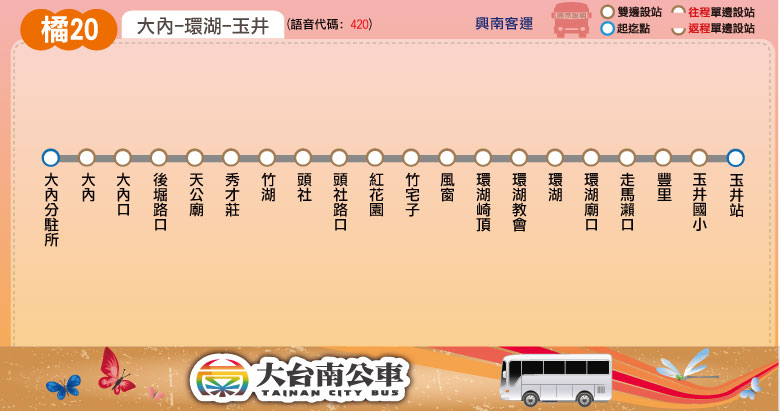 橘20
大內-環湖-玉井
(語音代碼: 420)
興南客運
雙邊設站
往程單邊設站
起迄點
返程單邊設站
大內分駐所
大內
大內口
後堀路口
天公廟
秀才莊
竹湖
頭社
頭社路口
紅花園
竹宅子
風窗
環湖崎頂
環湖教會
環湖
環湖廟口
走馬瀨口
豐里
玉井國小
玉井站
大台南公車
TAINAN CITY BUS